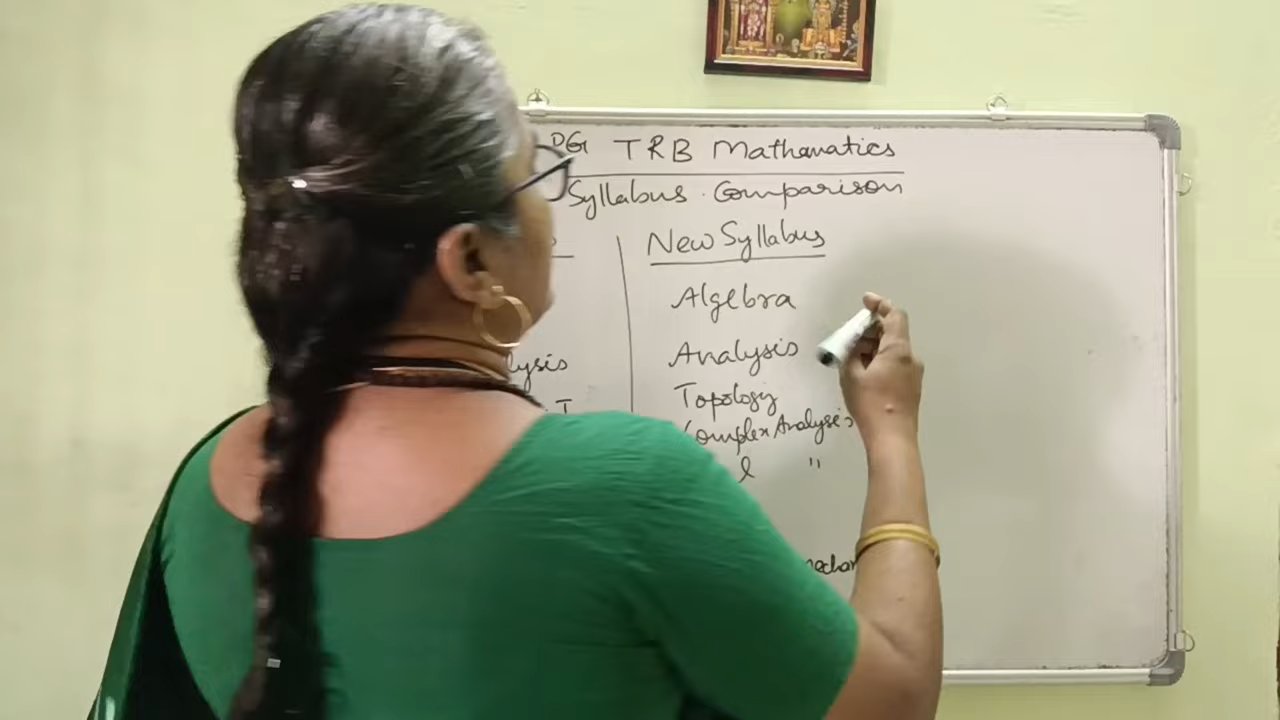 PG TRB Mathematics
Syllabus Comparison
New Syllabus
Algebra
lysis
Analysis
Topology
Complex Analysis
l "